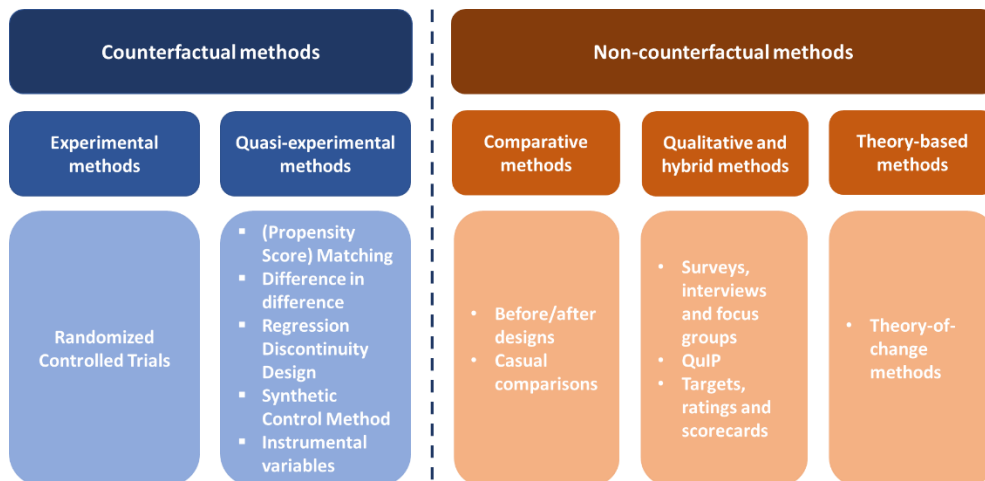 Counterfactual methods
Non-counterfactual methods
Experimental
methods
Quasi-experimental
methods
Comparative
methods
Qualitative and
hybrid methods
Theory-based
methods
Randomized
Controlled Trials
▪ (Propensity
Score) Matching
▪ Difference in
difference
▪ Regression
Discontinuity
Design
▪ Synthetic
Control Method
▪ Instrumental
variables
• Before/after
designs
• Casual
comparisons
• Surveys,
interviews
and focus
groups
• QuIP
• Targets,
ratings and
scorecards
• Theory-of-
change
methods